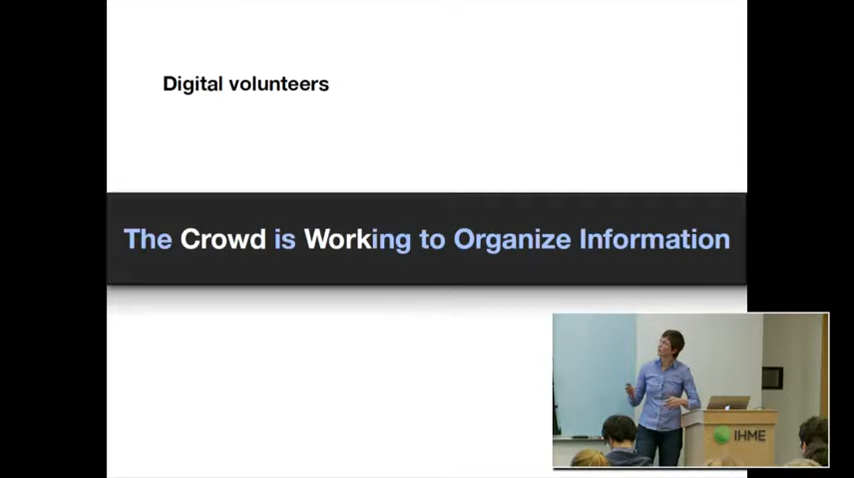 Digital volunteers
The Crowd is Working to Organize Information
IHME